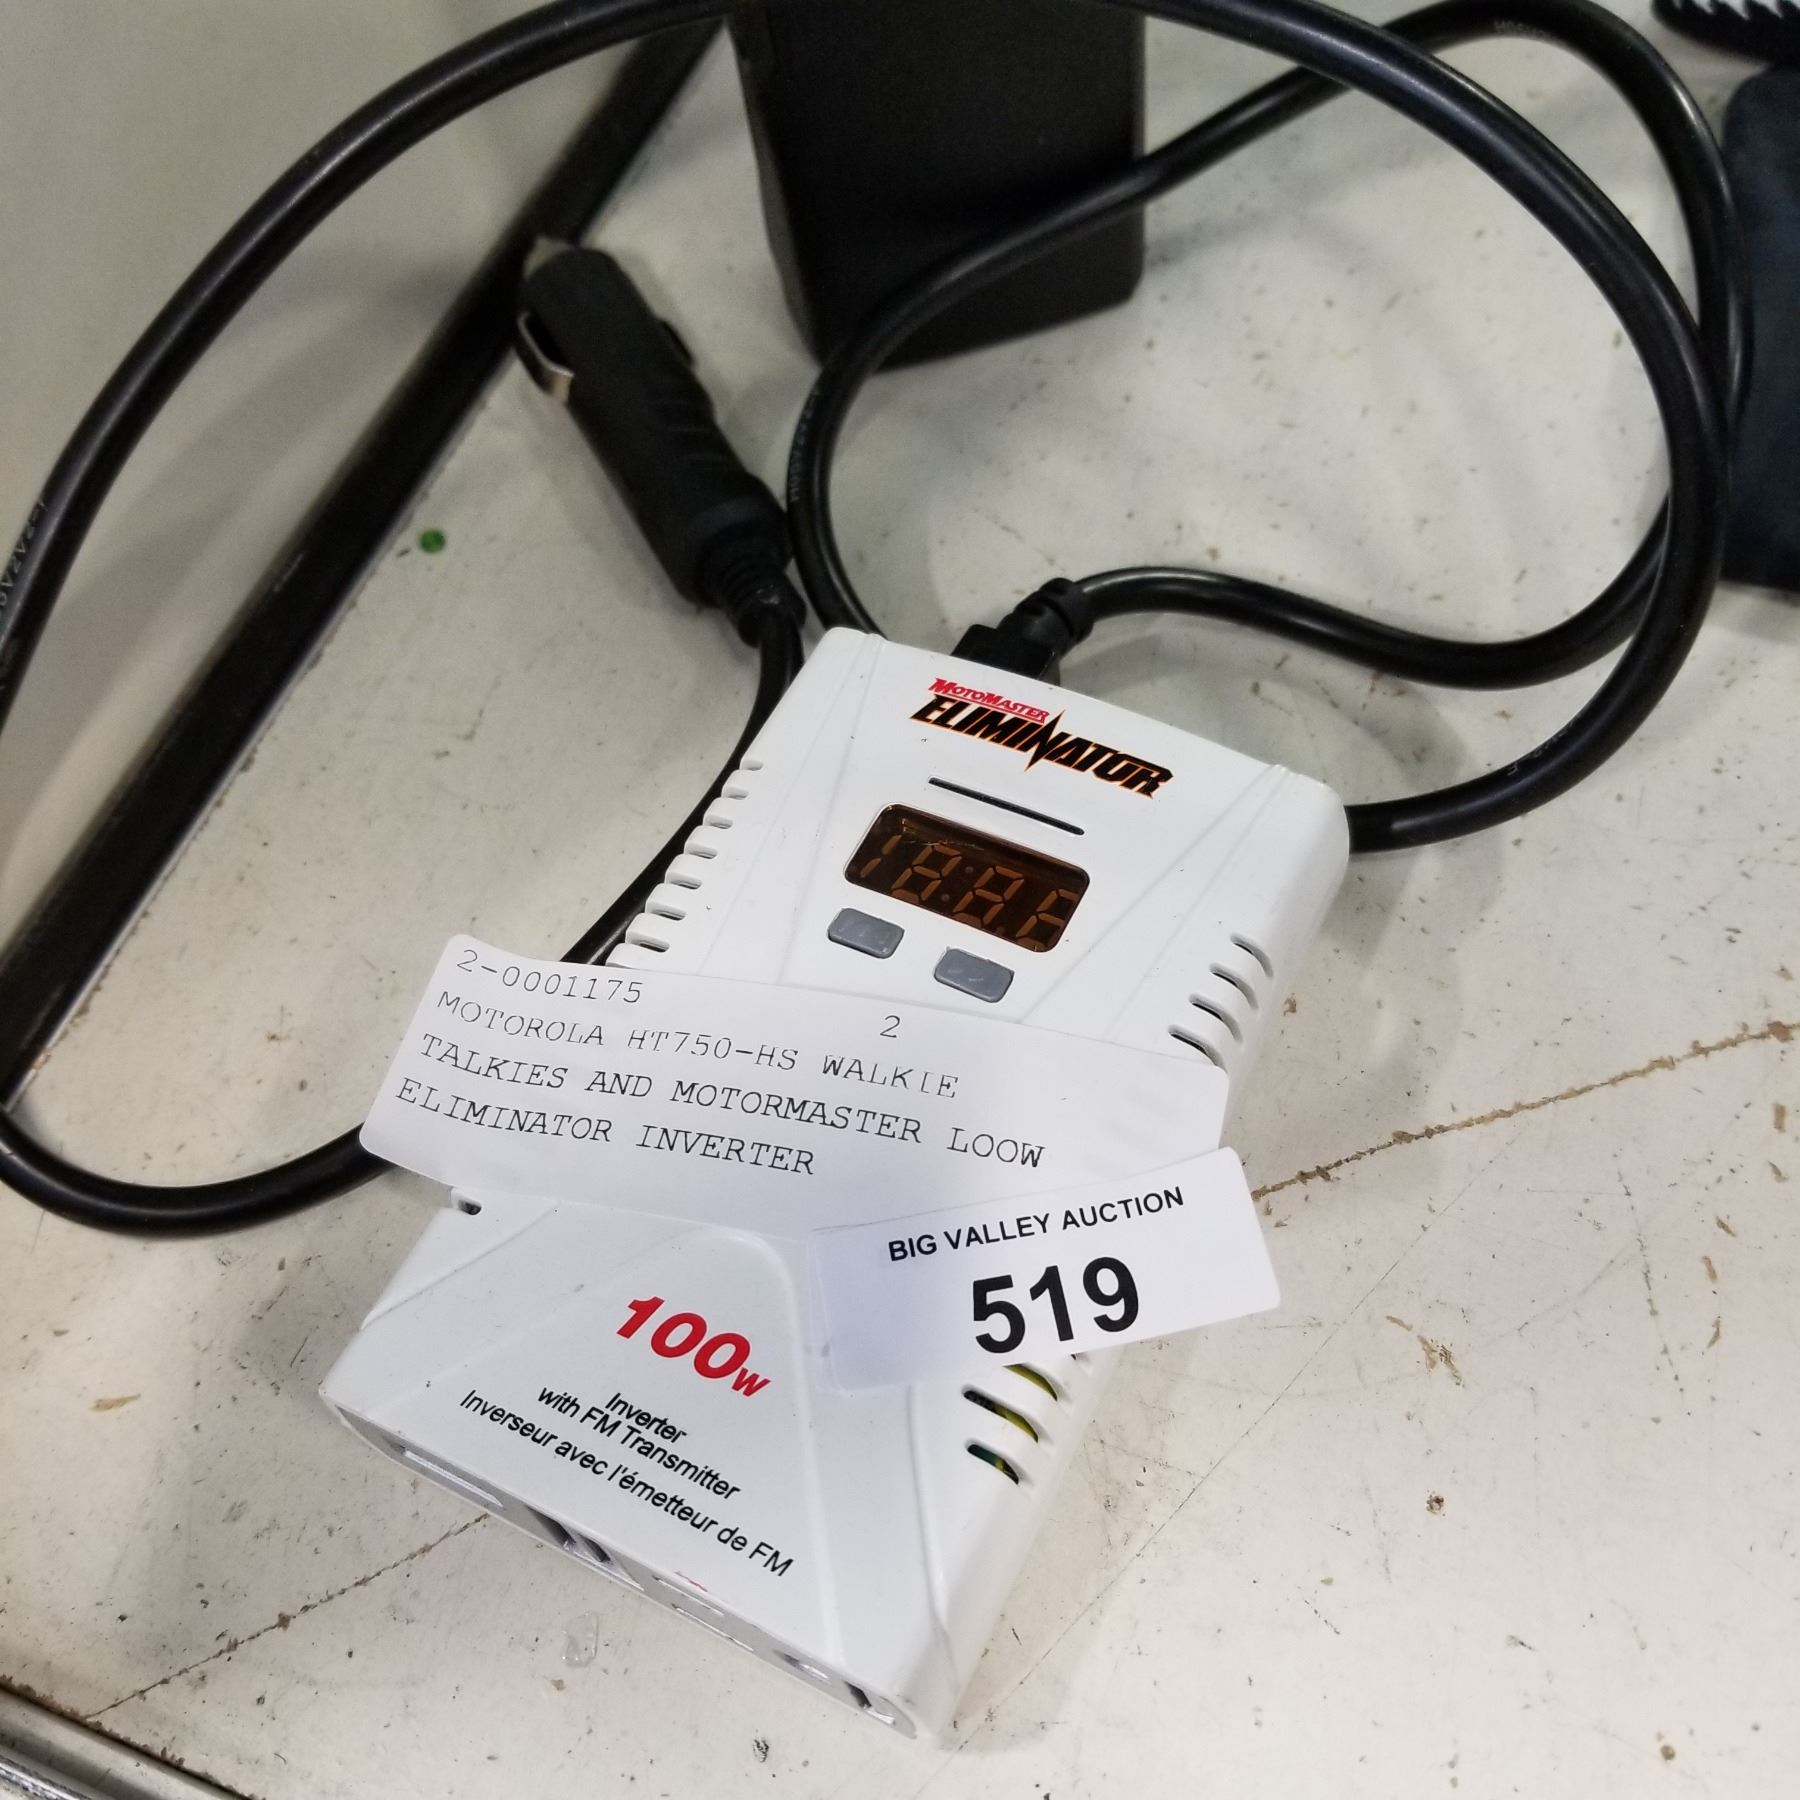 MOTOMASTER
ELIMINATOR
2-0001175
2
MOTOROLA HT750-HS WALKIE
TALKIES AND MOTORMASTER LOOW
ELIMINATOR INVERTER
BIG VALLEY AUCTION
519
100W
Inverter
with FM Transmitter
Inverseur avec l'émetteur de FM